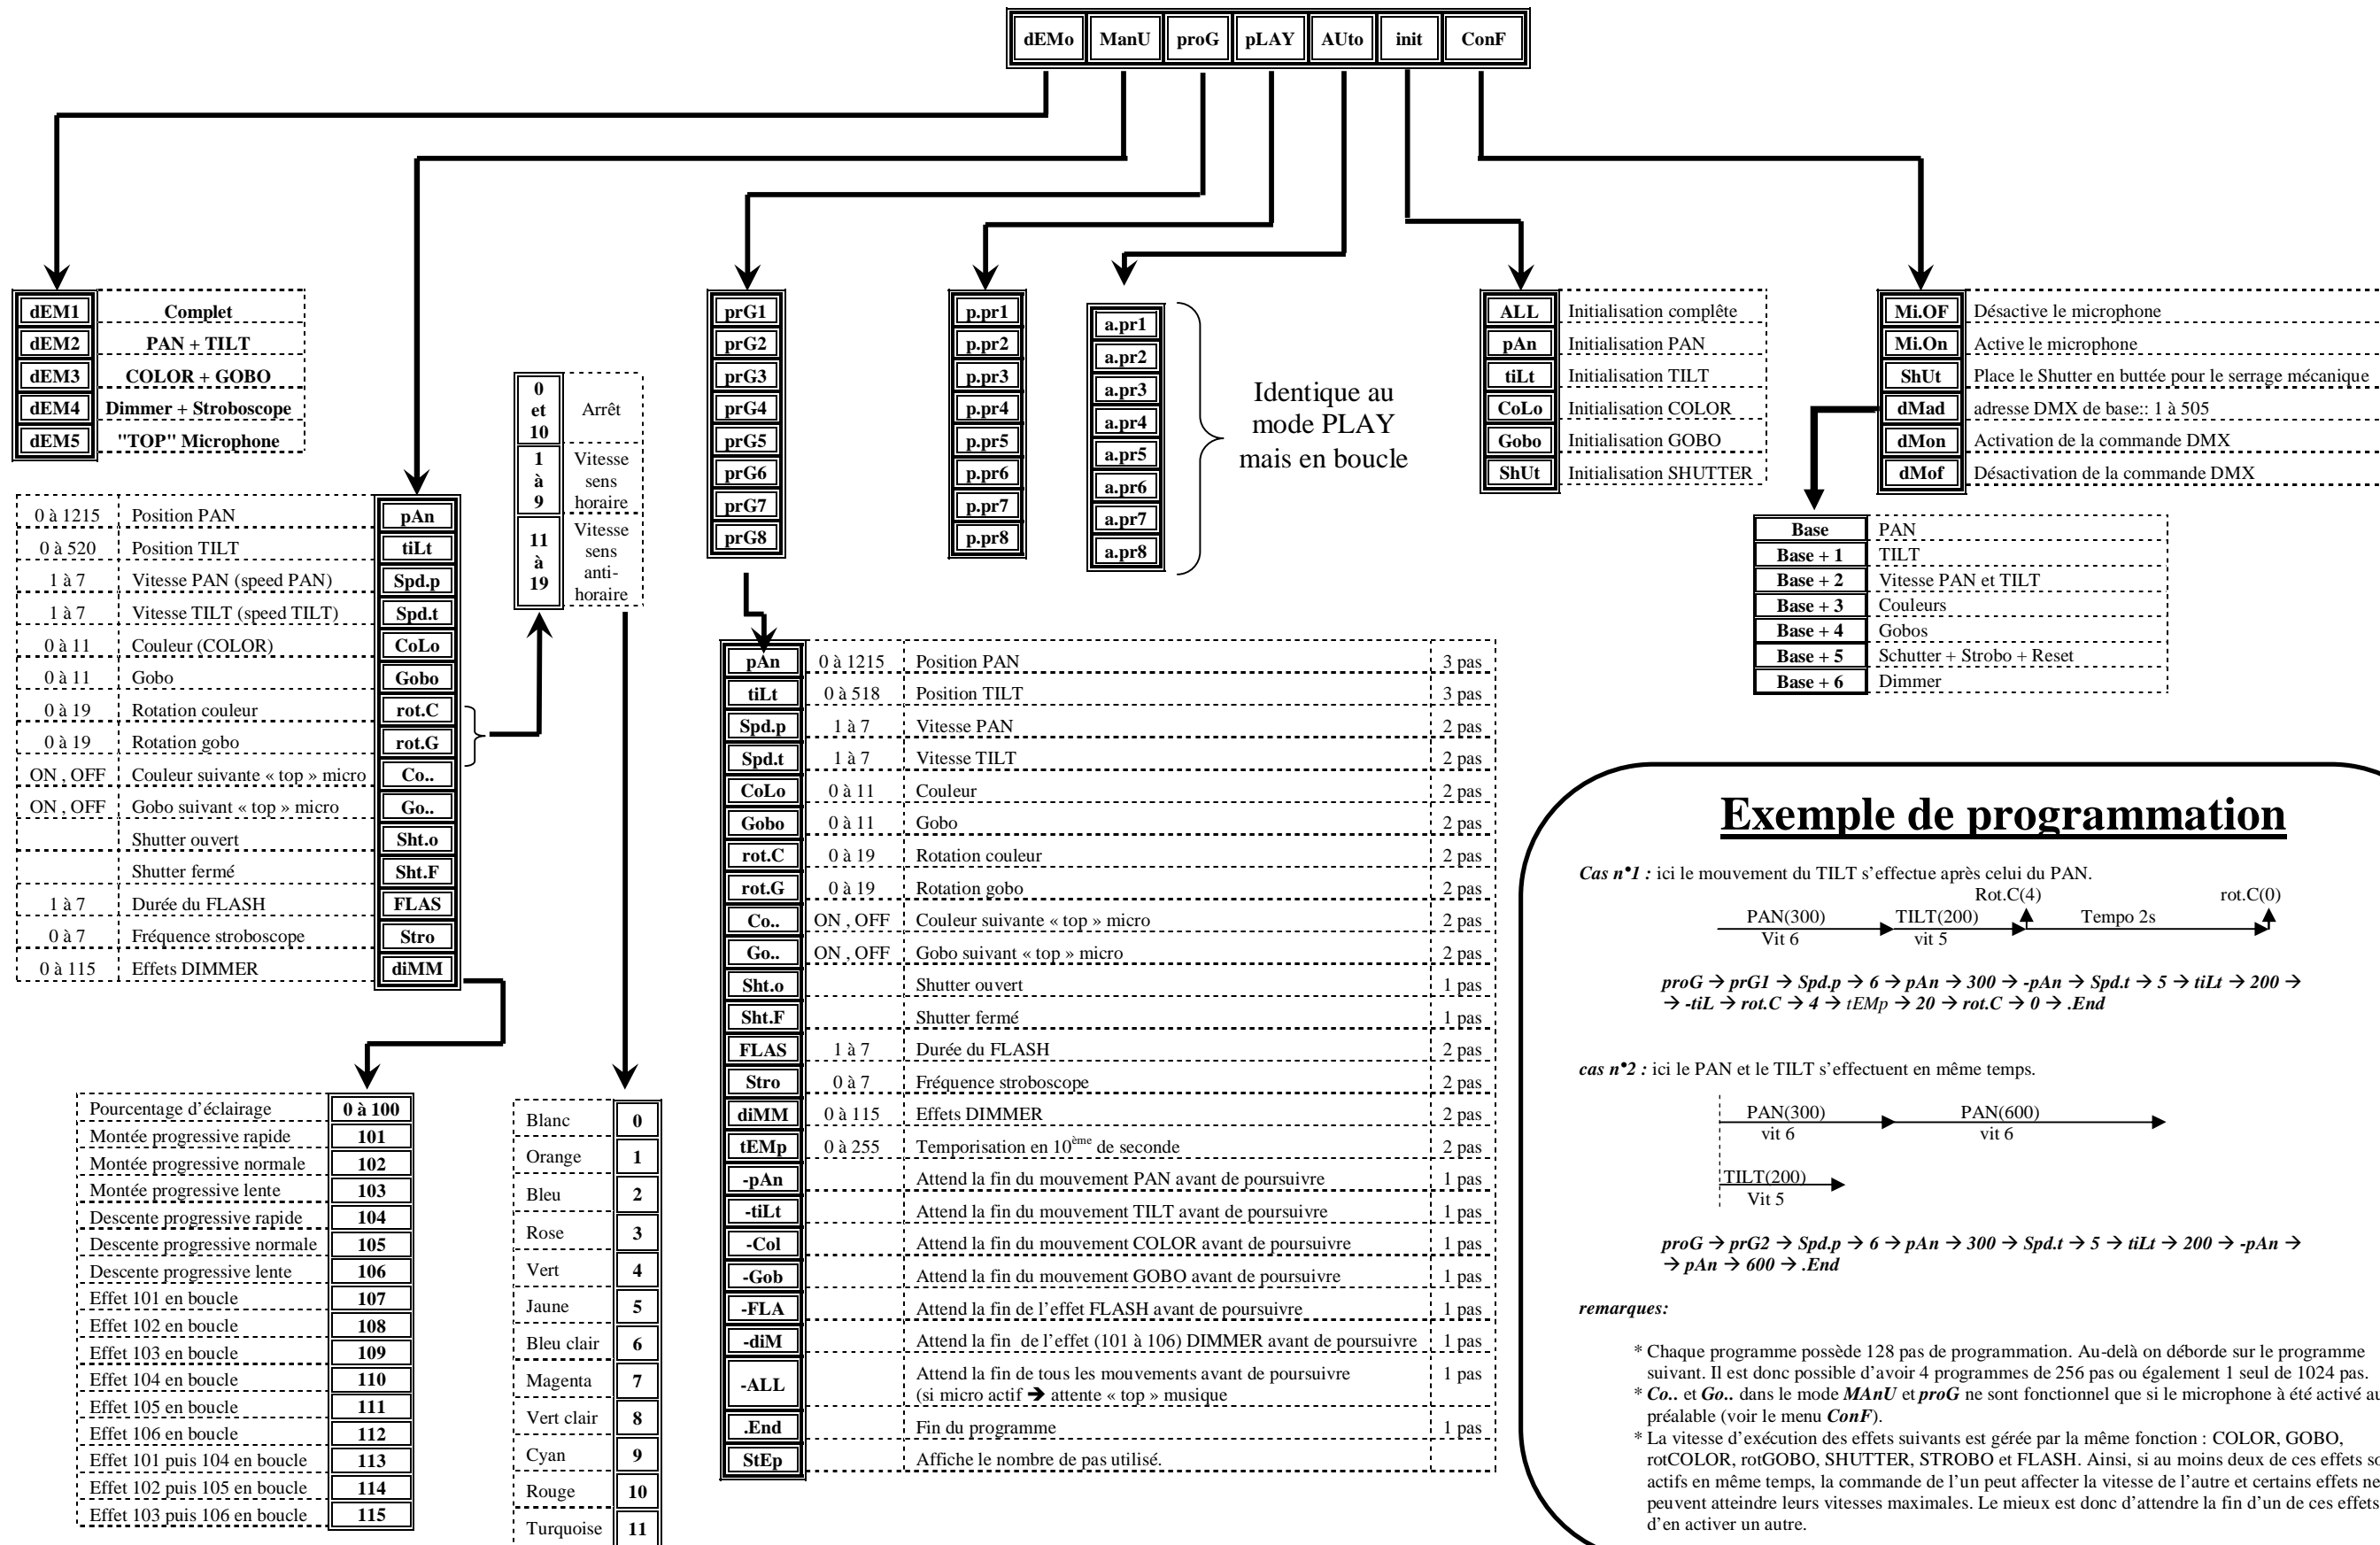 dEMo ManU proG pLAY AUto init ConF
dEM1 Complet
dEM2 PAN + TILT
dEM3 COLOR + GOBO
dEM4 Dimmer + Stroboscope
dEM5 "TOP" Microphone
0 à 1215 Position PAN pAn
0 à 520 Position TILT tiLt
1 à 7 Vitesse PAN (speed PAN) Spd.p
1 à 7 Vitesse TILT (speed TILT) Spd.t
0 à 11 Couleur (COLOR) CoLo
0 à 11 Gobo Gobo
0 à 19 Rotation couleur rot.C
0 à 19 Rotation gobo rot.G
ON , OFF Couleur suivante « top » micro Co..
ON , OFF Gobo suivant « top » micro Go..
Shutter ouvert Sht.o
Shutter fermé Sht.F
1 à 7 Durée du FLASH FLAS
0 à 7 Fréquence stroboscope Stro
0 à 115 Effets DIMMER diMM
0
et
10
Arrêt
1
à
9
Vitesse
sens
horaire
11
à
19
Vitesse
sens
anti-
horaire
Pourcentage d'éclairage 0 à 100
Montée progressive rapide 101
Montée progressive normale 102
Montée progressive lente 103
Descente progressive rapide 104
Descente progressive normale 105
Descente progressive lente 106
Effet 101 en boucle 107
Effet 102 en boucle 108
Effet 103 en boucle 109
Effet 104 en boucle 110
Effet 105 en boucle 111
Effet 106 en boucle 112
Effet 101 puis 104 en boucle 113
Effet 102 puis 105 en boucle 114
Effet 103 puis 106 en boucle 115
Blanc 0
Orange 1
Bleu 2
Rose 3
Vert 4
Jaune 5
Bleu clair 6
Magenta 7
Vert clair 8
Cyan 9
Rouge 10
Turquoise 11
prG1
prG2
prG3
prG4
prG5
prG6
prG7
prG8
p.pr1
p.pr2
p.pr3
p.pr4
p.pr5
p.pr6
p.pr7
p.pr8
a.pr1
a.pr2
a.pr3
a.pr4
a.pr5
a.pr6
a.pr7
a.pr8
Identique au
mode PLAY
mais en boucle
pAn 0 à 1215 Position PAN 3 pas
tiLt 0 à 518 Position TILT 3 pas
Spd.p 1 à 7 Vitesse PAN 2 pas
Spd.t 1 à 7 Vitesse TILT 2 pas
CoLo 0 à 11 Couleur 2 pas
Gobo 0 à 11 Gobo 2 pas
rot.C 0 à 19 Rotation couleur 2 pas
rot.G 0 à 19 Rotation gobo 2 pas
Co.. ON , OFF Couleur suivante « top » micro 2 pas
Go.. ON , OFF Gobo suivant « top » micro 2 pas
Sht.o Shutter ouvert 1 pas
Sht.F Shutter fermé 1 pas
FLAS 1 à 7 Durée du FLASH 2 pas
Stro 0 à 7 Fréquence stroboscope 2 pas
diMM 0 à 115 Effets DIMMER 2 pas
tEMp 0 à 255 Temporisation en 10ème de seconde 2 pas
-pAn Attend la fin du mouvement PAN avant de poursuivre 1 pas
-tiLt Attend la fin du mouvement TILT avant de poursuivre 1 pas
-Col Attend la fin du mouvement COLOR avant de poursuivre 1 pas
-Gob Attend la fin du mouvement GOBO avant de poursuivre 1 pas
-FLA Attend la fin de l'effet FLASH avant de poursuivre 1 pas
-diM Attend la fin de l'effet (101 à 106) DIMMER avant de poursuivre 1 pas
-ALL Attend la fin de tous les mouvements avant de poursuivre 1 pas
(si micro actif ➔ attente « top » musique
.End Fin du programme 1 pas
StEp Affiche le nombre de pas utilisé.
ALL Initialisation complête
pAn Initialisation PAN
tiLt Initialisation TILT
CoLo Initialisation COLOR
Gobo Initialisation GOBO
ShUt Initialisation SHUTTER
Mi.OF Désactive le microphone
Mi.On Active le microphone
ShUt Place le Shutter en buttée pour le serrage mécanique
dMad adresse DMX de base:: 1 à 505
dMon Activation de la commande DMX
dMof Désactivation de la commande DMX
Base PAN
Base + 1 TILT
Base + 2 Vitesse PAN et TILT
Base + 3 Couleurs
Base + 4 Gobos
Base + 5 Schutter + Strobo + Reset
Base + 6 Dimmer
Exemple de programmation
Cas n°1 : ici le mouvement du TILT s'effectue après celui du PAN.
Rot.C(4) rot.C(0)
PAN(300) TILT(200) Tempo 2s
Vit 6 vit 5
proG → prG1 → Spd.p → 6 → pAn → 300 → -pAn → Spd.t → 5 → tiLt → 200 →
→ -tiL → rot.C → 4 → tEMp → 20 → rot.C → 0 → .End
cas n°2 : ici le PAN et le TILT s'effectuent en même temps.
PAN(300) PAN(600)
vit 6 vit 6
TILT(200)
Vit 5
proG → prG2 → Spd.p → 6 → pAn → 300 → Spd.t → 5 → tiLt → 200 → -pAn →
→ pAn → 600 → .End
remarques:
* Chaque programme possède 128 pas de programmation. Au-delà on déborde sur le programme
suivant. Il est donc possible d'avoir 4 programmes de 256 pas ou également 1 seul de 1024 pas.
* Co.. et Go.. dans le mode MAnU et proG ne sont fonctionnel que si le microphone à été activé au
préalable (voir le menu ConF).
* La vitesse d'exécution des effets suivants est gérée par la même fonction : COLOR, GOBO,
rotCOLOR, rotGOBO, SHUTTER, STROBO et FLASH. Ainsi, si au moins deux de ces effets so
actifs en même temps, la commande de l'un peut affecter la vitesse de l'autre et certains effets ne
peuvent atteindre leurs vitesses maximales. Le mieux est donc d'attendre la fin d'un de ces effets
d'en activer un autre.